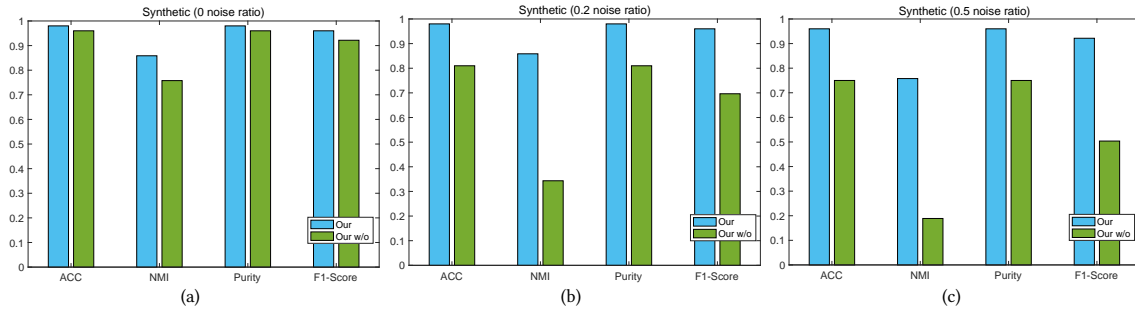 Synthetic (0 noise ratio)
1
0.9
0.8
0.7
0.6
0.5
0.4
0.3
0.2
0.1
0
Our
Our w/o
ACC NMI Purity F1-Score
(a)
Synthetic (0.2 noise ratio)
1
0.9
0.8
0.7
0.6
0.5
0.4
0.3
0.2
0.1
0
Our
Our w/o
ACC NMI Purity F1-Score
(b)
Synthetic (0.5 noise ratio)
1
0.9
0.8
0.7
0.6
0.5
0.4
0.3
0.2
0.1
0
Our
Our w/o
ACC NMI Purity F1-Score
(c)